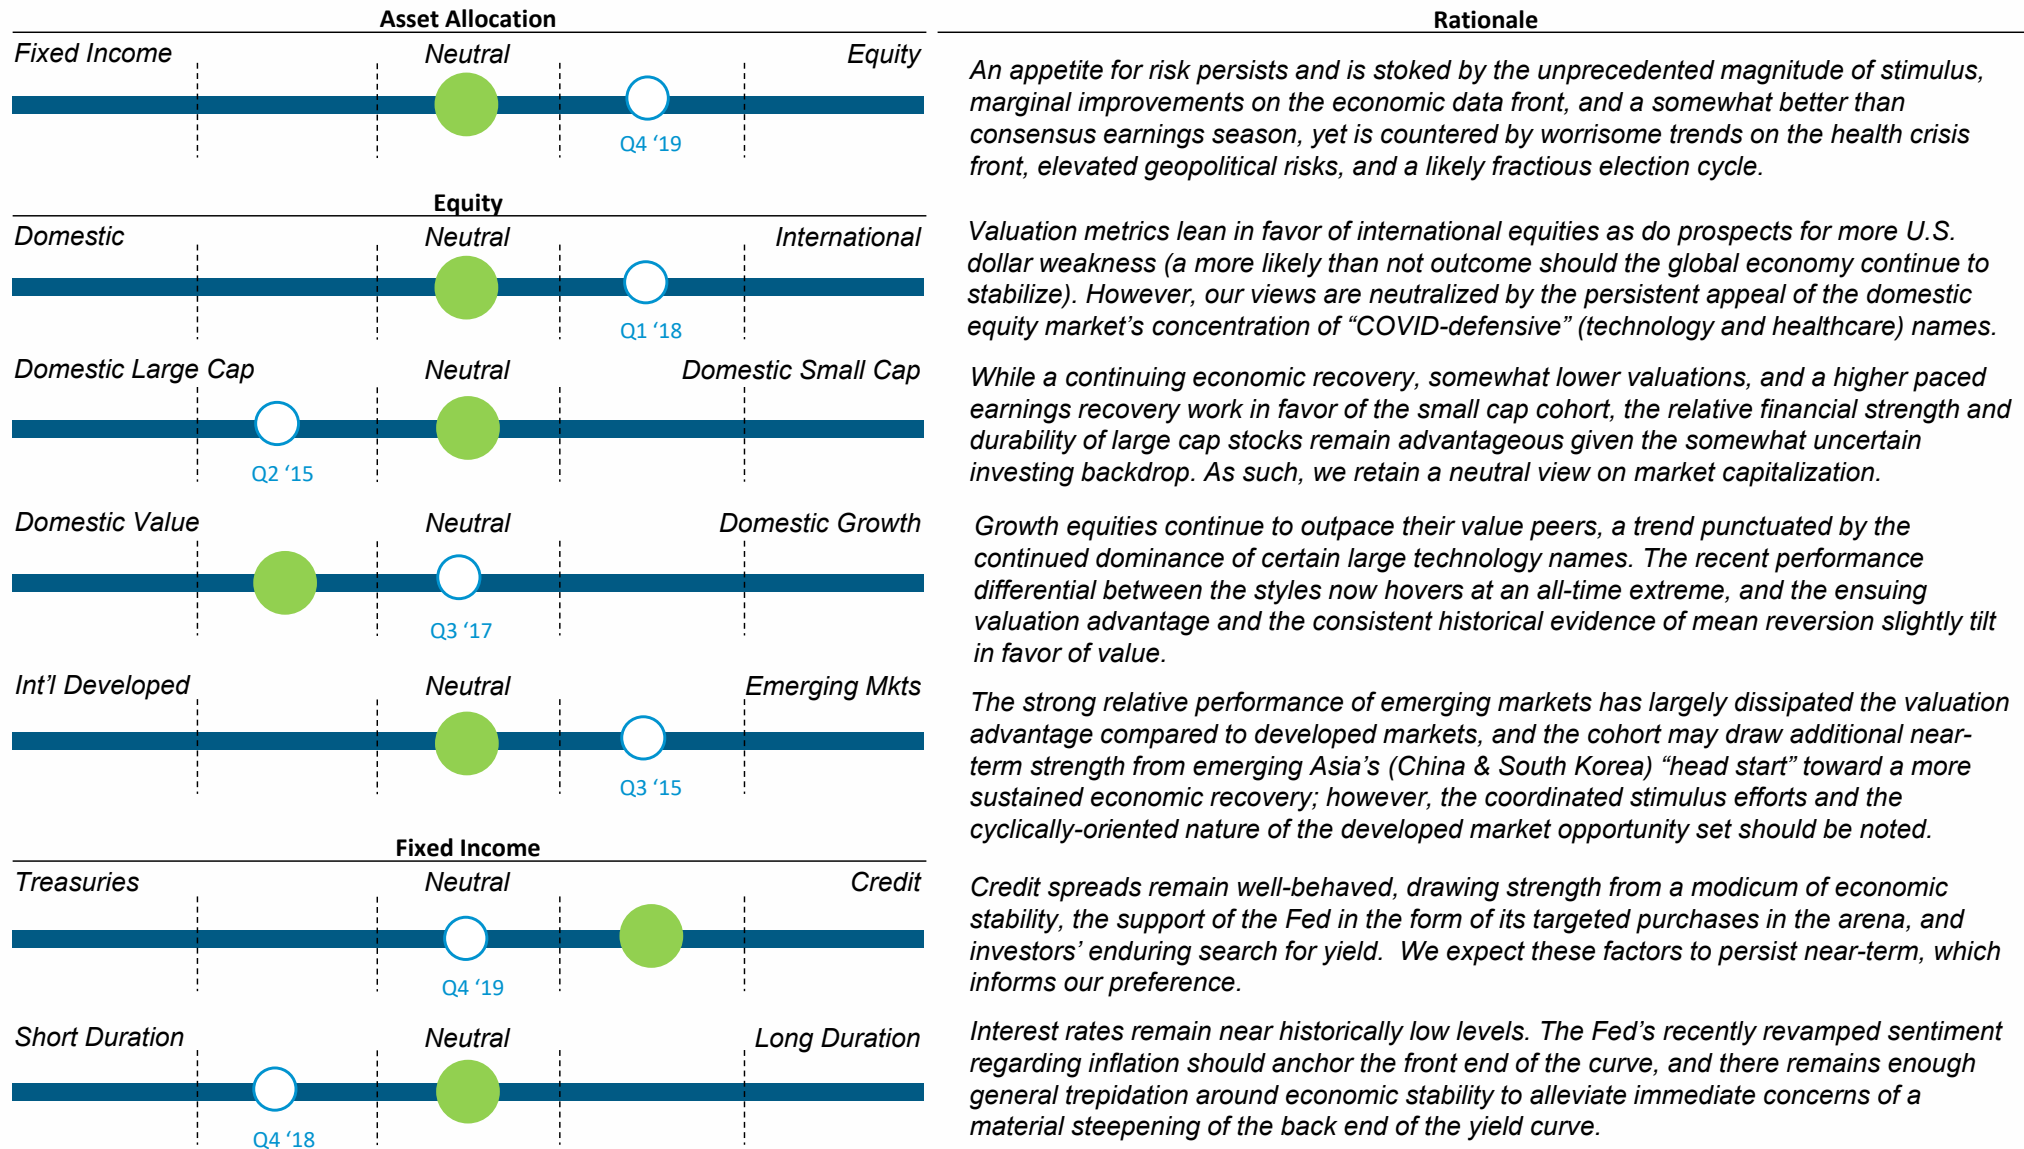 Asset Allocation
Rationale
Fixed Income Neutral Equity
Q4 ‘19
An appetite for risk persists and is stoked by the unprecedented magnitude of stimulus,
marginal improvements on the economic data front, and a somewhat better than
consensus earnings season, yet is countered by worrisome trends on the health crisis
front, elevated geopolitical risks, and a likely fractious election cycle.
Equity
Domestic Neutral International
Q1 ‘18
Valuation metrics lean in favor of international equities as do prospects for more U.S.
dollar weakness (a more likely than not outcome should the global economy continue to
stabilize). However, our views are neutralized by the persistent appeal of the domestic
equity market’s concentration of “COVID-defensive” (technology and healthcare) names.
Domestic Large Cap Neutral Domestic Small Cap
Q2 ‘15
While a continuing economic recovery, somewhat lower valuations, and a higher paced
earnings recovery work in favor of the small cap cohort, the relative financial strength and
durability of large cap stocks remain advantageous given the somewhat uncertain
investing backdrop. As such, we retain a neutral view on market capitalization.
Domestic Value Neutral Domestic Growth
Q3 ‘17
Growth equities continue to outpace their value peers, a trend punctuated by the
continued dominance of certain large technology names. The recent performance
differential between the styles now hovers at an all-time extreme, and the ensuing
valuation advantage and the consistent historical evidence of mean reversion slightly tilt
in favor of value.
Int’l Developed Neutral Emerging Mkts
Q3 ‘15
The strong relative performance of emerging markets has largely dissipated the valuation
advantage compared to developed markets, and the cohort may draw additional near-
term strength from emerging Asia’s (China & South Korea) “head start” toward a more
sustained economic recovery; however, the coordinated stimulus efforts and the
cyclically-oriented nature of the developed market opportunity set should be noted.
Fixed Income
Treasuries Neutral Credit
Q4 ‘19
Credit spreads remain well-behaved, drawing strength from a modicum of economic
stability, the support of the Fed in the form of its targeted purchases in the arena, and
investors’ enduring search for yield.  We expect these factors to persist near-term, which
informs our preference.
Short Duration Neutral Long Duration
Q4 ‘18
Interest rates remain near historically low levels. The Fed’s recently revamped sentiment
regarding inflation should anchor the front end of the curve, and there remains enough
general trepidation around economic stability to alleviate immediate concerns of a
material steepening of the back end of the yield curve.